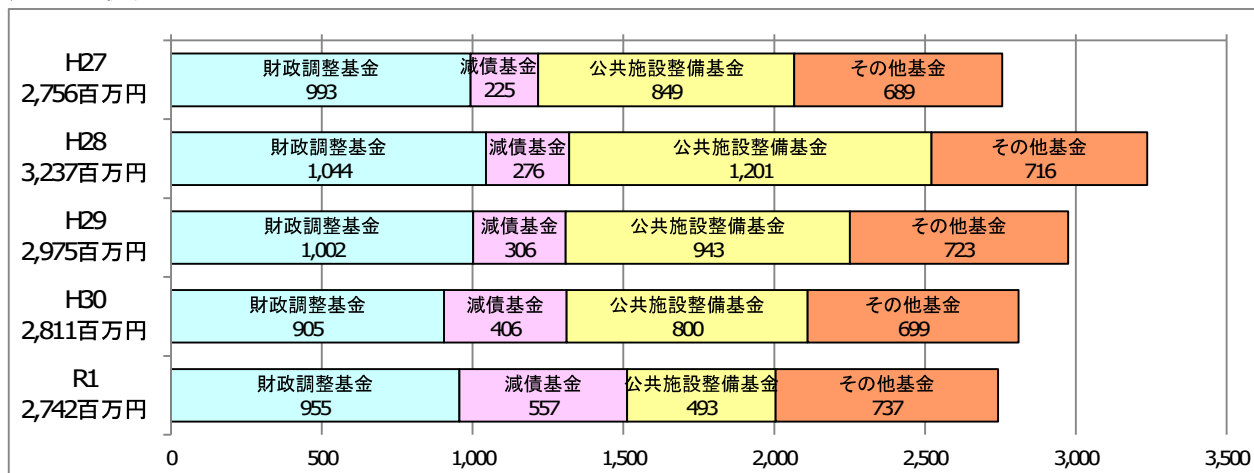 H27
2,756百万円
財政調整基金
993
減債基金
225
公共施設整備基金
849
その他基金
689
H28
3,237百万円
財政調整基金
1,044
減債基金
276
公共施設整備基金
1,201
その他基金
716
H29
2,975百万円
財政調整基金
1,002
減債基金
306
公共施設整備基金
943
その他基金
723
H30
2,811百万円
財政調整基金
905
減債基金
406
公共施設整備基金
800
その他基金
699
R1
2,742百万円
財政調整基金
955
減債基金
557
公共施設整備基金
493
その他基金
737
0 500 1,000 1,500 2,000 2,500 3,000 3,500